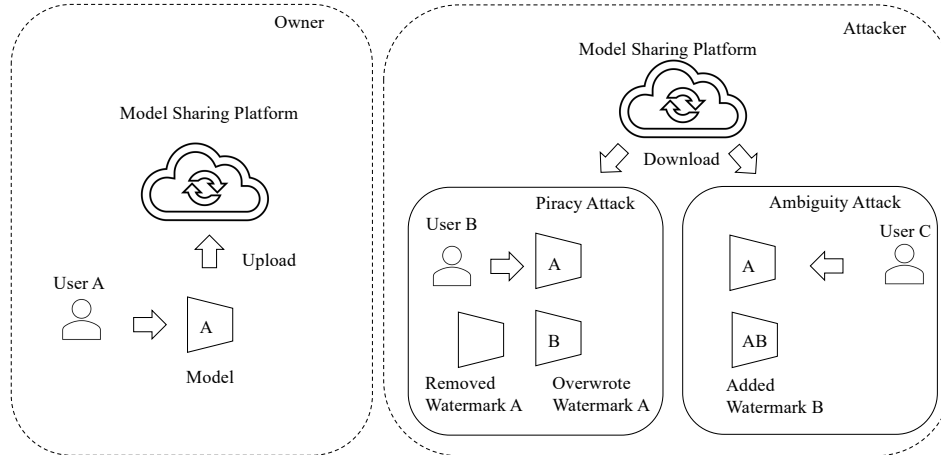 Owner
Model Sharing Platform
Upload
User A
A
Model
Attacker
Model Sharing Platform
Download
Piracy Attack
User B
A
B
Removed
Watermark A
Overwrote
Watermark A
Ambiguity Attack
User C
A
AB
Added
Watermark B